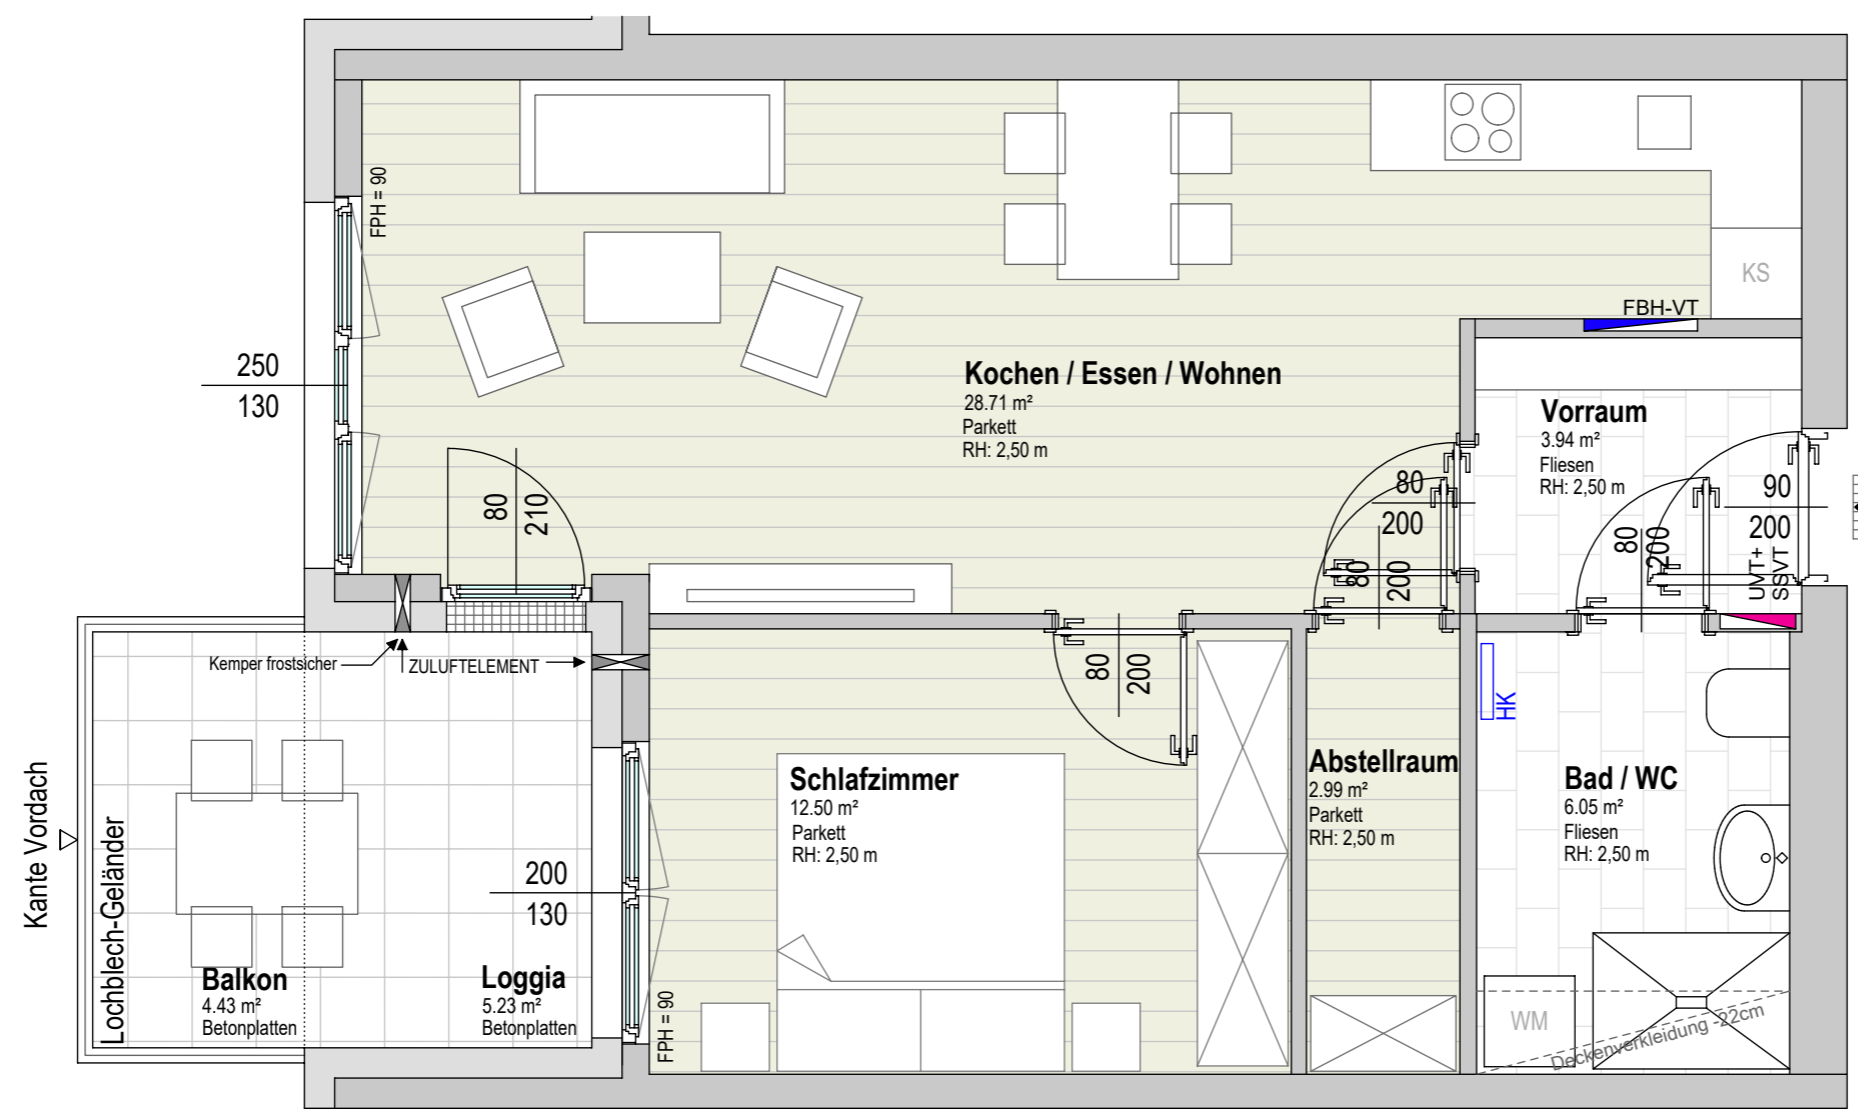 FPH = 90
KS
FBH-VT
250
130
Kochen / Essen / Wohnen
28.71 m²
Parkett
RH: 2,50 m
Vorraum
3.94 m²
Fliesen
RH: 2,50 m
80
210
80
200
80
200
80
200
90
200
UVT+
SSVT
Kemper frostsicher
ZULUFTELEMENT
80
200
HK
Kante Vordach
Lochblech-Geländer
Schlafzimmer
12.50 m²
Parkett
RH: 2,50 m
Abstellraum
2.99 m²
Parkett
RH: 2,50 m
Bad / WC
6.05 m²
Fliesen
RH: 2,50 m
200
130
Balkon
4.43 m²
Betonplatten
Loggia
5.23 m²
Betonplatten
FPH = 90
WM
Deckenverkleidung -22cm